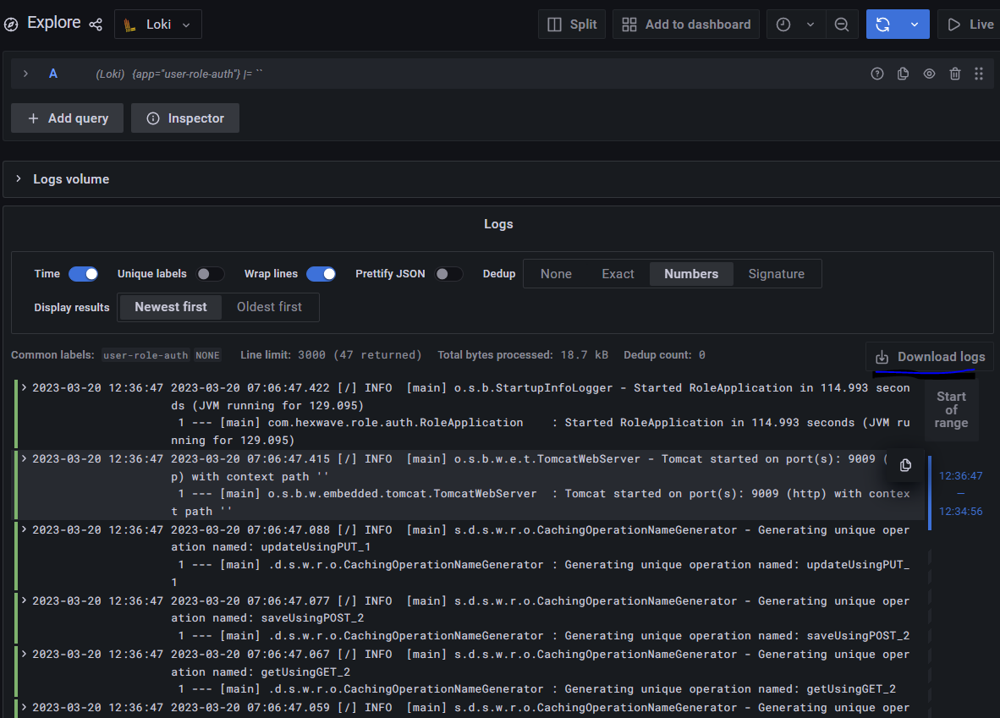 Explore
Loki
Split
Add to dashboard
Live
A (Loki) {app="user-role-auth"} |= ``
+ Add query
Inspector
Logs volume
Logs
Time
Unique labels
Wrap lines
Prettify JSON
Dedup
None
Exact
Numbers
Signature
Display results
Newest first
Oldest first
Common labels: user-role-auth NONE Line limit: 3000 (47 returned) Total bytes processed: 18.7 kB Dedup count: 0
Download logs
2023-03-20 12:36:47 2023-03-20 07:06:47.422 [/] INFO [main] o.s.b.StartupInfoLogger - Started RoleApplication in 114.993 secon
ds (JVM running for 129.095)
1 --- [main] com.hexwave.role.auth.RoleApplication : Started RoleApplication in 114.993 seconds (JVM ru
nning for 129.095)
2023-03-20 12:36:47 2023-03-20 07:06:47.415 [/] INFO [main] o.s.b.w.e.t.TomcatWebServer - Tomcat started on port(s): 9009 (
p) with context path ''
1 --- [main] o.s.b.w.embedded.tomcat.TomcatWebServer : Tomcat started on port(s): 9009 (http) with contex
t path ''
2023-03-20 12:36:47 2023-03-20 07:06:47.088 [/] INFO [main] s.d.s.w.r.o.CachingOperationNameGenerator - Generating unique oper
ation named: updateUsingPUT_1
1 --- [main] .d.s.w.r.o.CachingOperationNameGenerator : Generating unique operation named: updateUsingPUT_
1
2023-03-20 12:36:47 2023-03-20 07:06:47.077 [/] INFO [main] s.d.s.w.r.o.CachingOperationNameGenerator - Generating unique oper
ation named: saveUsingPOST_2
1 --- [main] .d.s.w.r.o.CachingOperationNameGenerator : Generating unique operation named: saveUsingPOST_2
2023-03-20 12:36:47 2023-03-20 07:06:47.067 [/] INFO [main] s.d.s.w.r.o.CachingOperationNameGenerator - Generating unique oper
ation named: getUsingGET_2
1 --- [main] .d.s.w.r.o.CachingOperationNameGenerator : Generating unique operation named: getUsingGET_2
2023-03-20 12:36:47 2023-03-20 07:06:47.059 [/] INFO [main] s.d.s.w.r.o.CachingOperationNameGenerator - Generating unique oper
Start
of
range
12:36:47
—
12:34:56